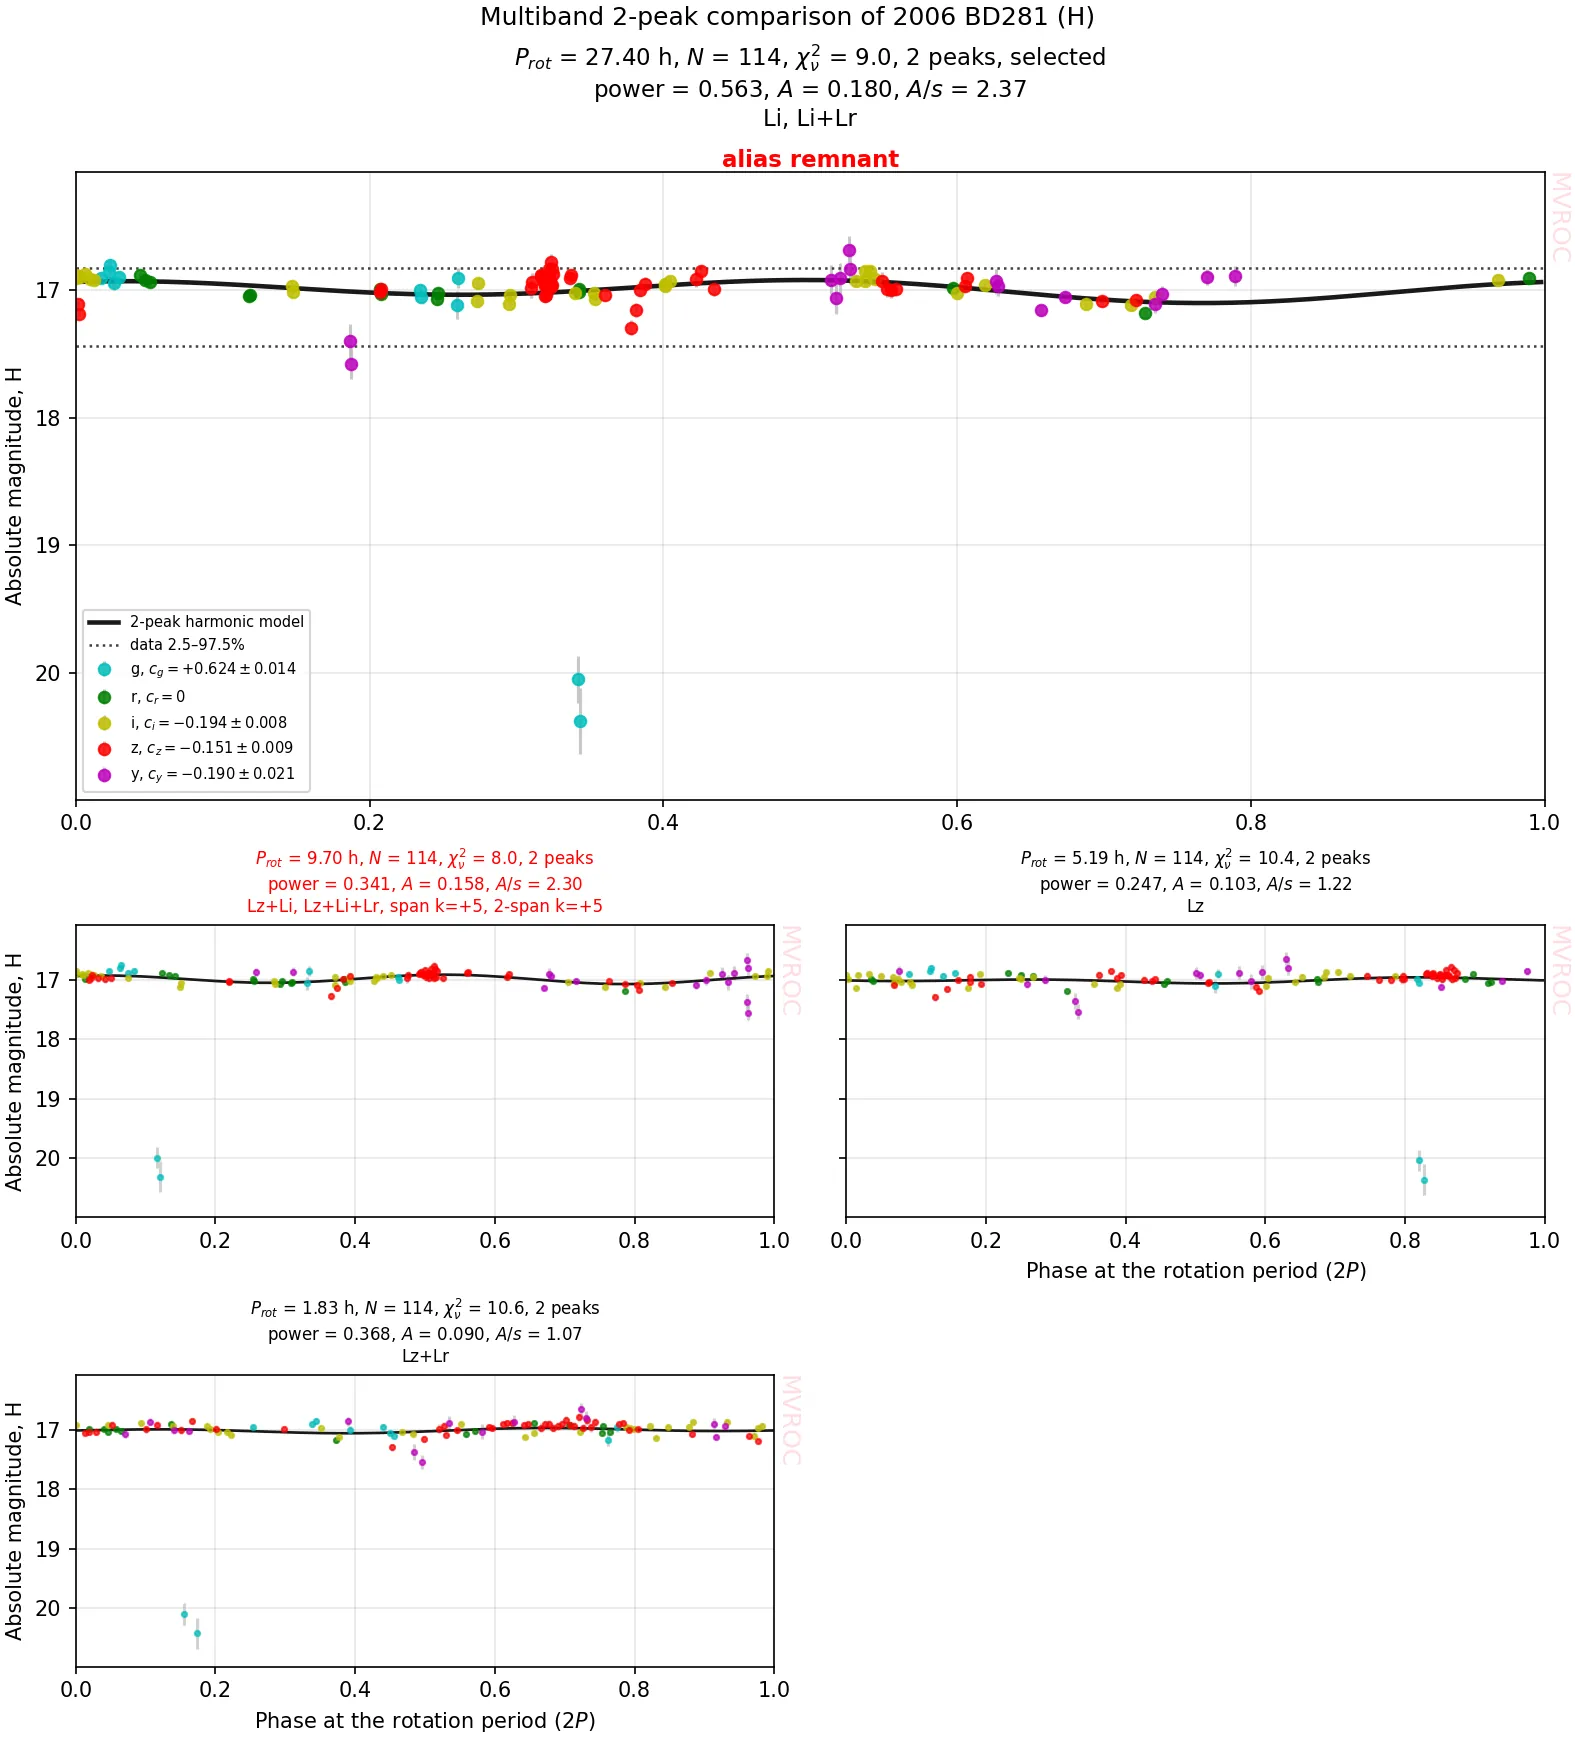 Multiband 2-peak comparison of 2006 BD281 (H)
P_rot = 27.40 h, N = 114, χ²_ν = 9.0, 2 peaks, selected
power = 0.563, A = 0.180, A/s = 2.37
Li, Li+Lr
alias remnant
MVROC
Absolute magnitude, H
17
18
19
20
2-peak harmonic model
data 2.5–97.5%
g, c_g = +0.624 ± 0.014
r, c_r = 0
i, c_i = −0.194 ± 0.008
z, c_z = −0.151 ± 0.009
y, c_y = −0.190 ± 0.021
0.0 0.2 0.4 0.6 0.8 1.0
P_rot = 9.70 h, N = 114, χ²_ν = 8.0, 2 peaks
power = 0.341, A = 0.158, A/s = 2.30
Lz+Li, Lz+Li+Lr, span k=+5, 2-span k=+5
MVROC
Absolute magnitude, H
17
18
19
20
0.0 0.2 0.4 0.6 0.8 1.0
P_rot = 5.19 h, N = 114, χ²_ν = 10.4, 2 peaks
power = 0.247, A = 0.103, A/s = 1.22
Lz
MVROC
0.0 0.2 0.4 0.6 0.8 1.0
Phase at the rotation period (2P)
P_rot = 1.83 h, N = 114, χ²_ν = 10.6, 2 peaks
power = 0.368, A = 0.090, A/s = 1.07
Lz+Lr
MVROC
Absolute magnitude, H
17
18
19
20
0.0 0.2 0.4 0.6 0.8 1.0
Phase at the rotation period (2P)